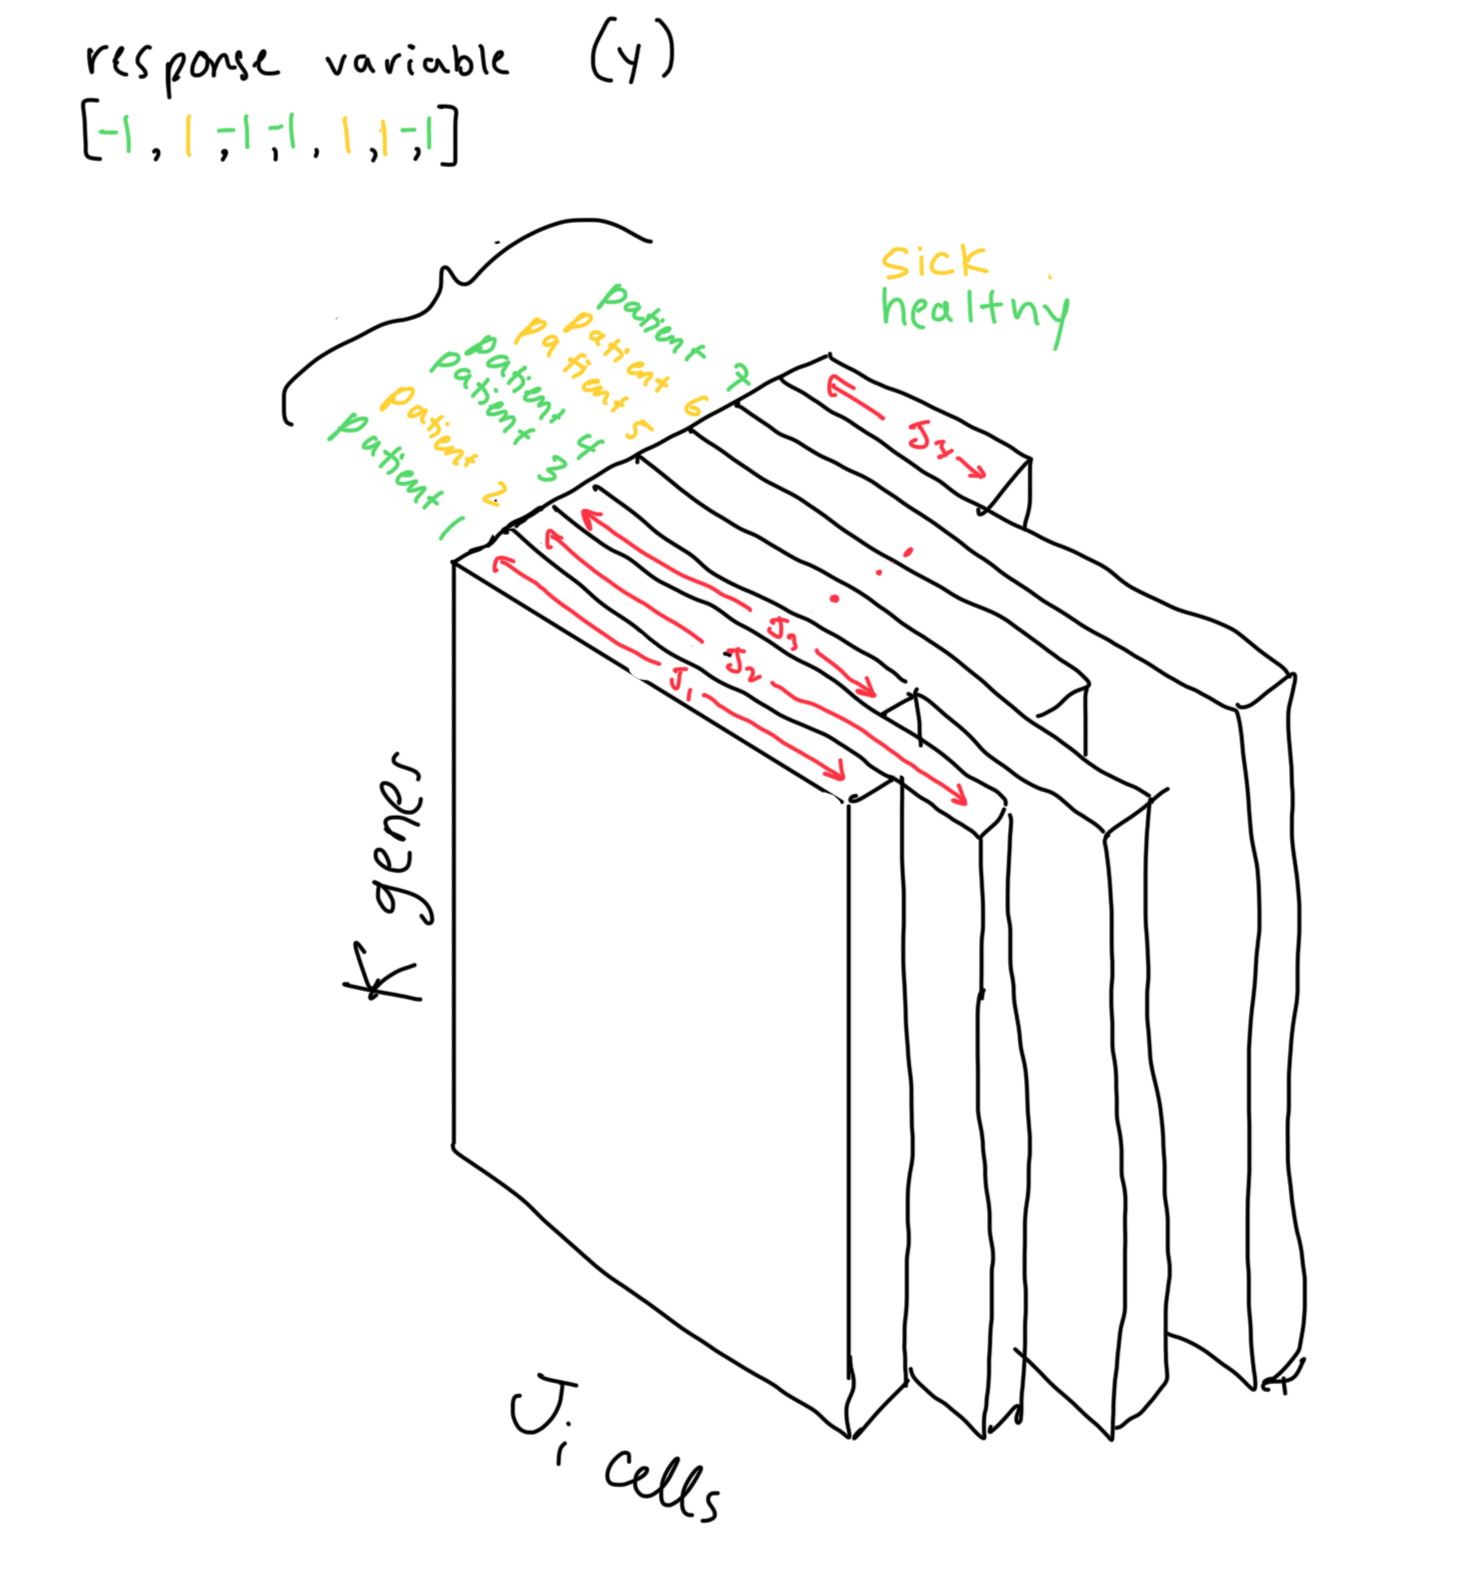 response variable (y)
[-1, 1, -1, -1, 1, 1, -1]
sick
healthy
patient 7
patient 6
patient 5
patient 4
patient 3
patient 2
patient 1
J₁
J₂
J₃
K genes
Jᵢ cells